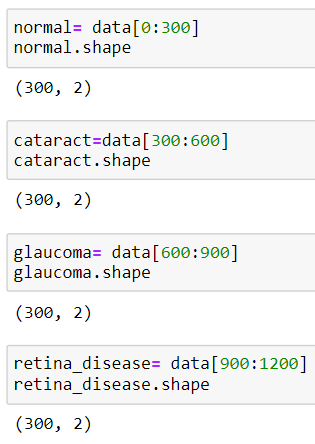 normal= data[0:300]
normal.shape
(300, 2)
cataract=data[300:600]
cataract.shape
(300, 2)
glaucoma= data[600:900]
glaucoma.shape
(300, 2)
retina_disease= data[900:1200]
retina_disease.shape
(300, 2)